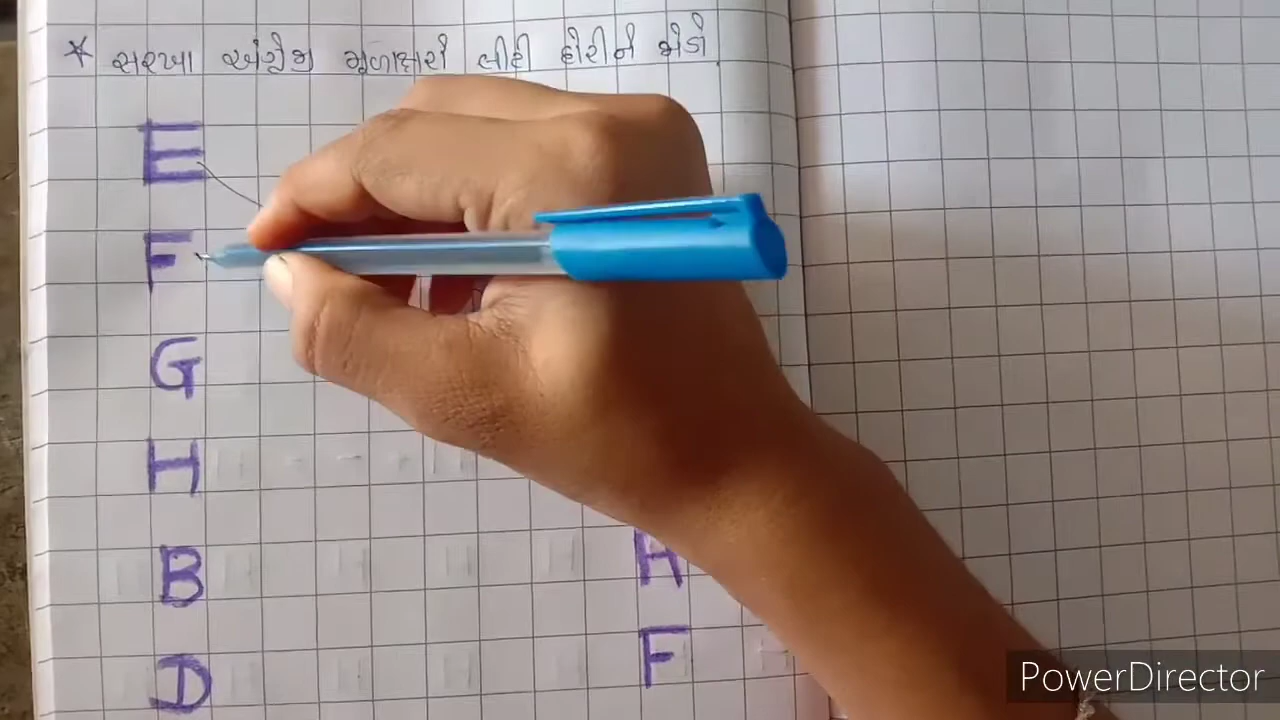 * સરખા અંગ્રેજી મૂળાક્ષરો લીટી દોરીને જોડો.
E
F
G
H
B H
D F
PowerDirector